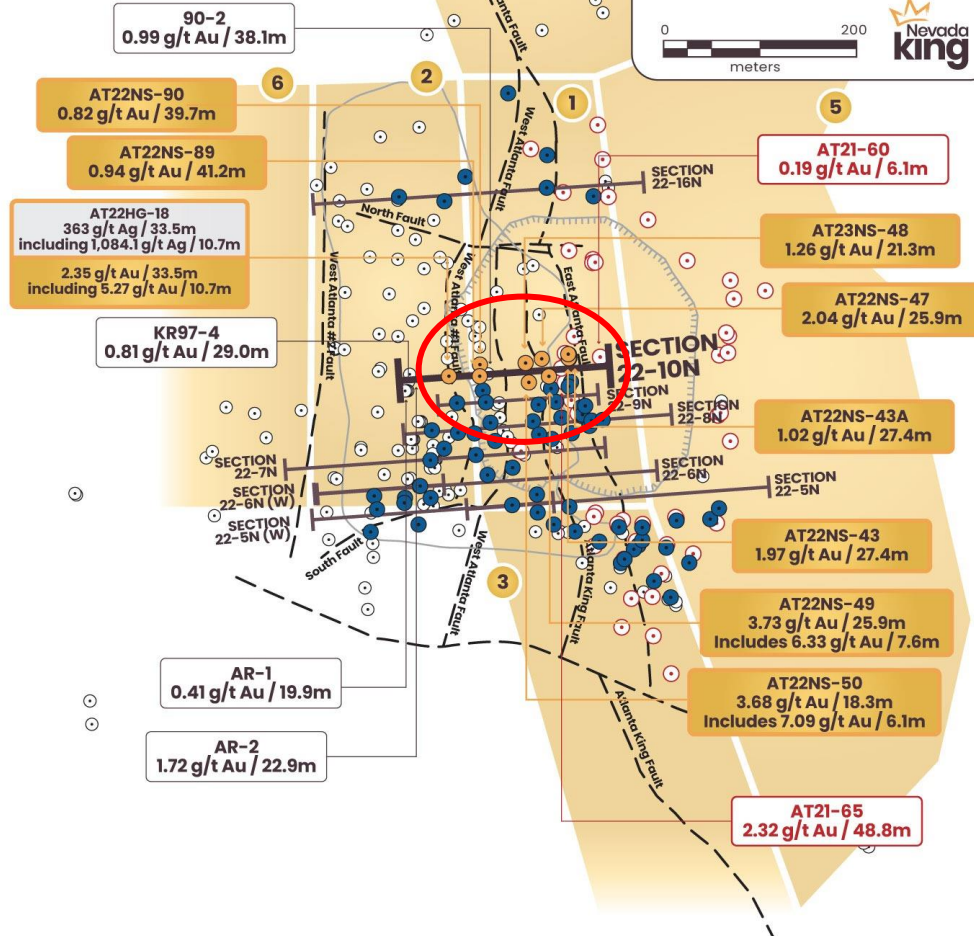 90-2
0.99 g/t Au / 38.1m
0
200
meters
Nevada
king
AT22NS-90
0.82 g/t Au / 39.7m
6
2
1
5
AT22NS-89
0.94 g/t Au / 41.2m
West Atlanta Fault
AT21-60
0.19 g/t Au / 6.1m
SECTION
22-16N
AT22HG-18
363 g/t Ag / 33.5m
including 1,084.1 g/t Ag / 10.7m
2.35 g/t Au / 33.5m
including 5.27 g/t Au / 10.7m
North Fault
West Atlanta #2 Fault
West Atlanta #1 Fault
East Atlanta Fault
AT23NS-48
1.26 g/t Au / 21.3m
AT22NS-47
2.04 g/t Au / 25.9m
KR97-4
0.81 g/t Au / 29.0m
SECTION
22-10N
SECTION
22-9N
SECTION
22-8N
AT22NS-43A
1.02 g/t Au / 27.4m
SECTION
22-7N
SECTION
22-6N
SECTION
22-6N (W)
SECTION
22-5N
SECTION
22-5N (W)
South Fault
West Atlanta Fault
3
Atlanta King Fault
AT22NS-43
1.97 g/t Au / 27.4m
AT22NS-49
3.73 g/t Au / 25.9m
Includes 6.33 g/t Au / 7.6m
AR-1
0.41 g/t Au / 19.9m
AT22NS-50
3.68 g/t Au / 18.3m
Includes 7.09 g/t Au / 6.1m
Atlanta King Fault
AR-2
1.72 g/t Au / 22.9m
AT21-65
2.32 g/t Au / 48.8m